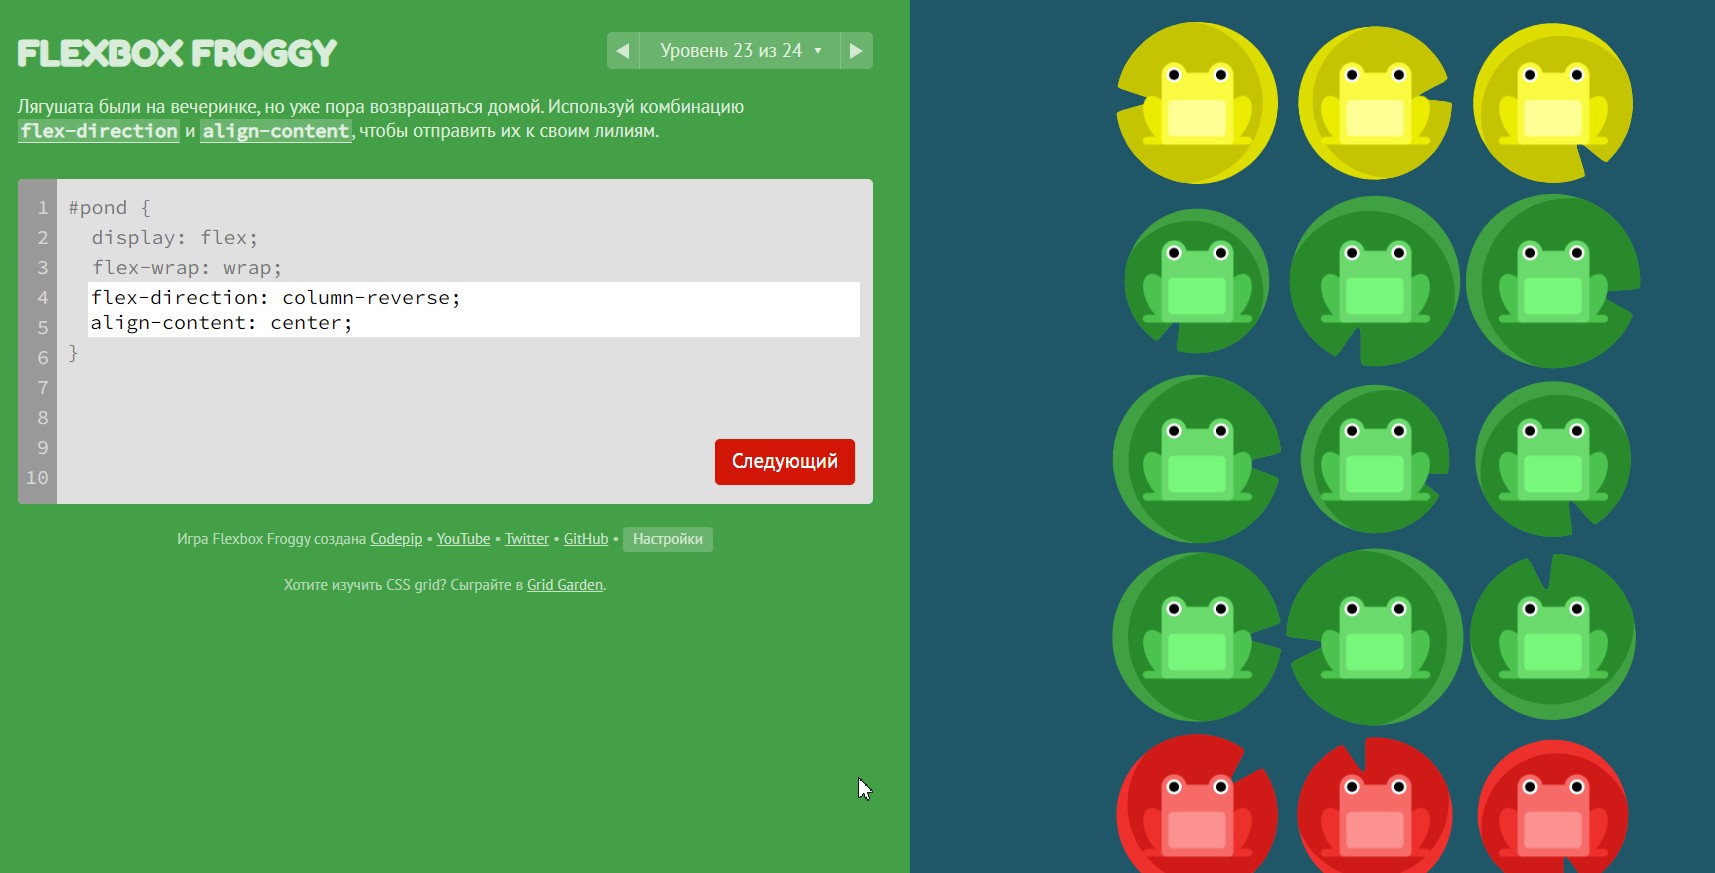 FLEXBOX FROGGY
Уровень 23 из 24
Лягушата были на вечеринке, но уже пора возвращаться домой. Используй комбинацию
flex-direction и align-content, чтобы отправить их к своим лилиям.
1 #pond {
2 display: flex;
3 flex-wrap: wrap;
4 flex-direction: column-reverse;
5 align-content: center;
6 }
7
8
9
10
Следующий
Игра Flexbox Froggy создана Codepip • YouTube • Twitter • GitHub • Настройки
Хотите изучить CSS grid? Сыграйте в Grid Garden.